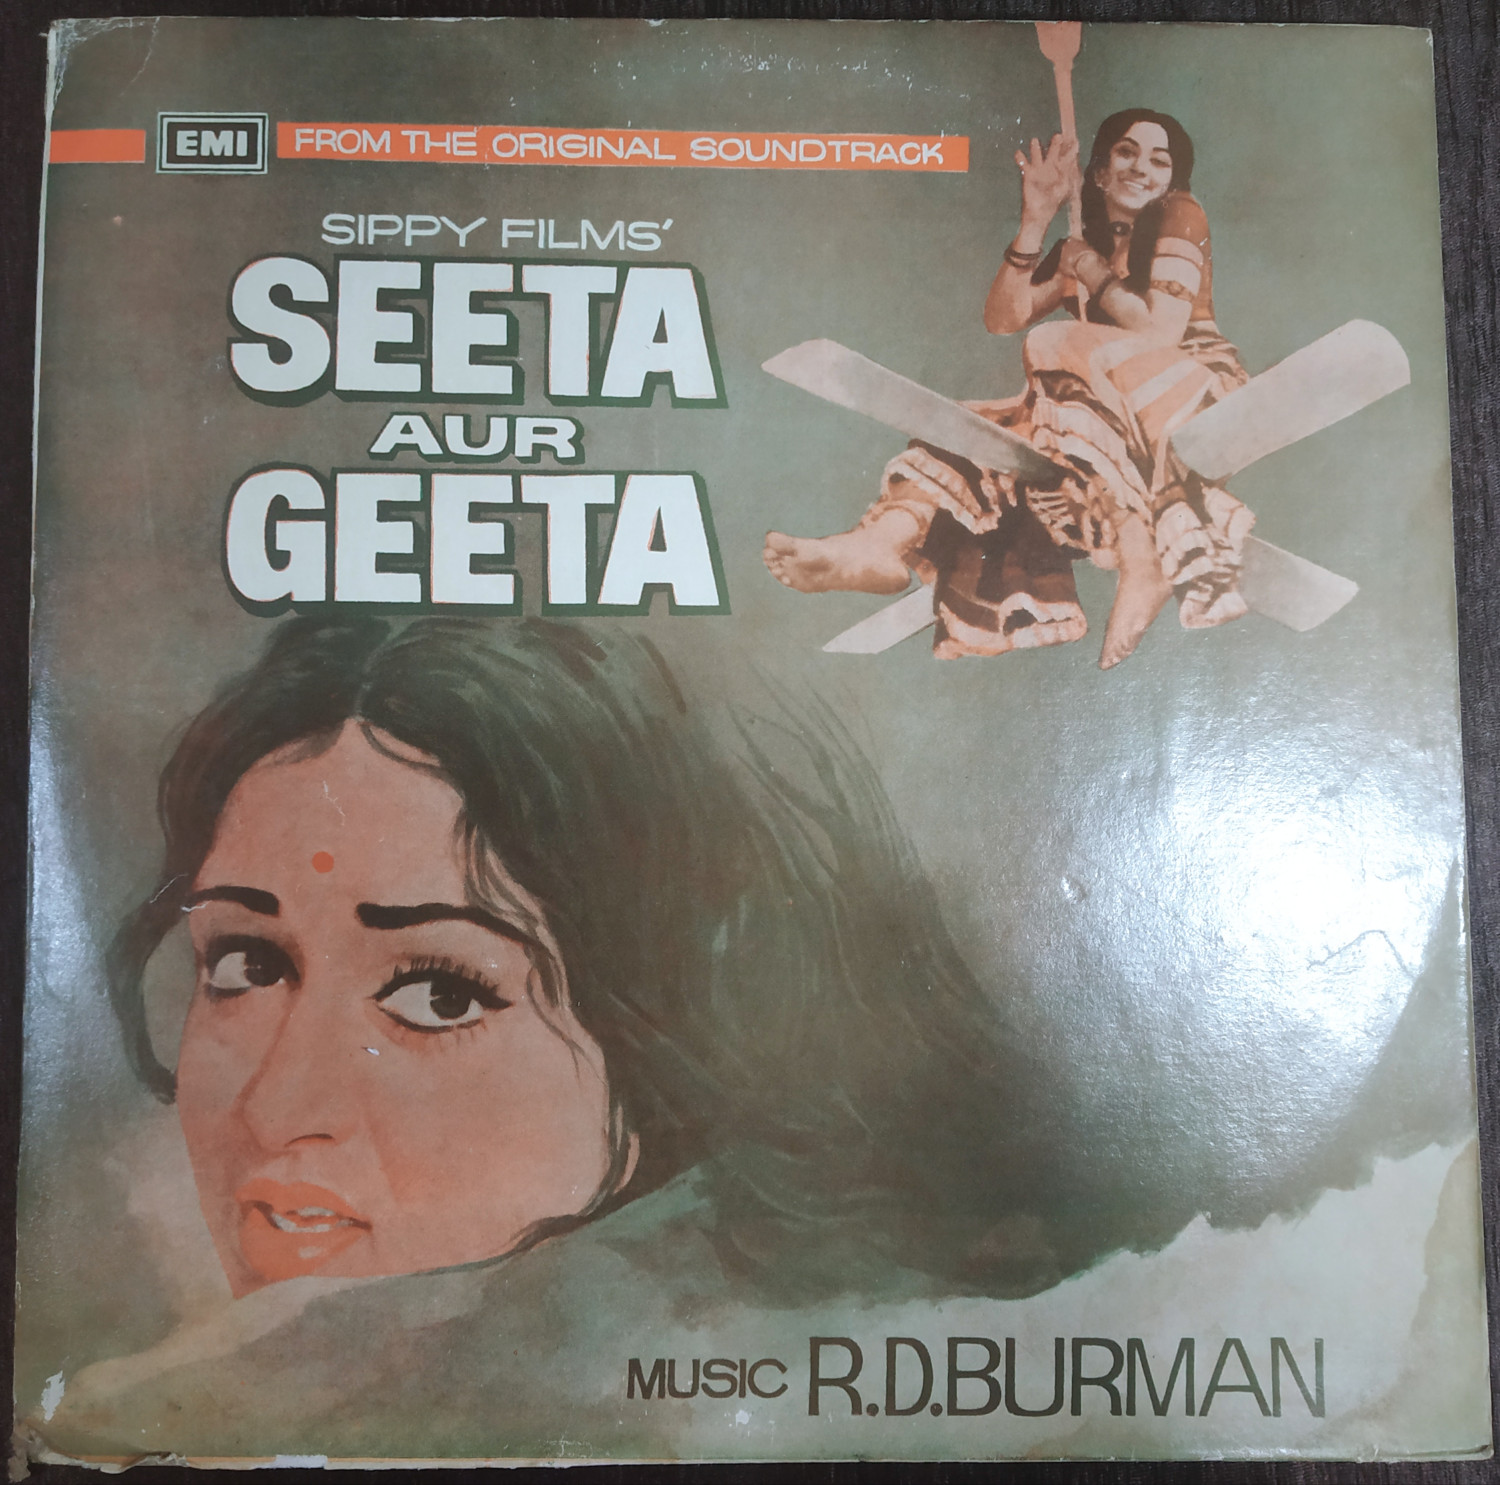 EMI FROM THE ORIGINAL SOUNDTRACK
SIPPY FILMS'
SEETA
AUR
GEETA
MUSIC R.D.BURMAN